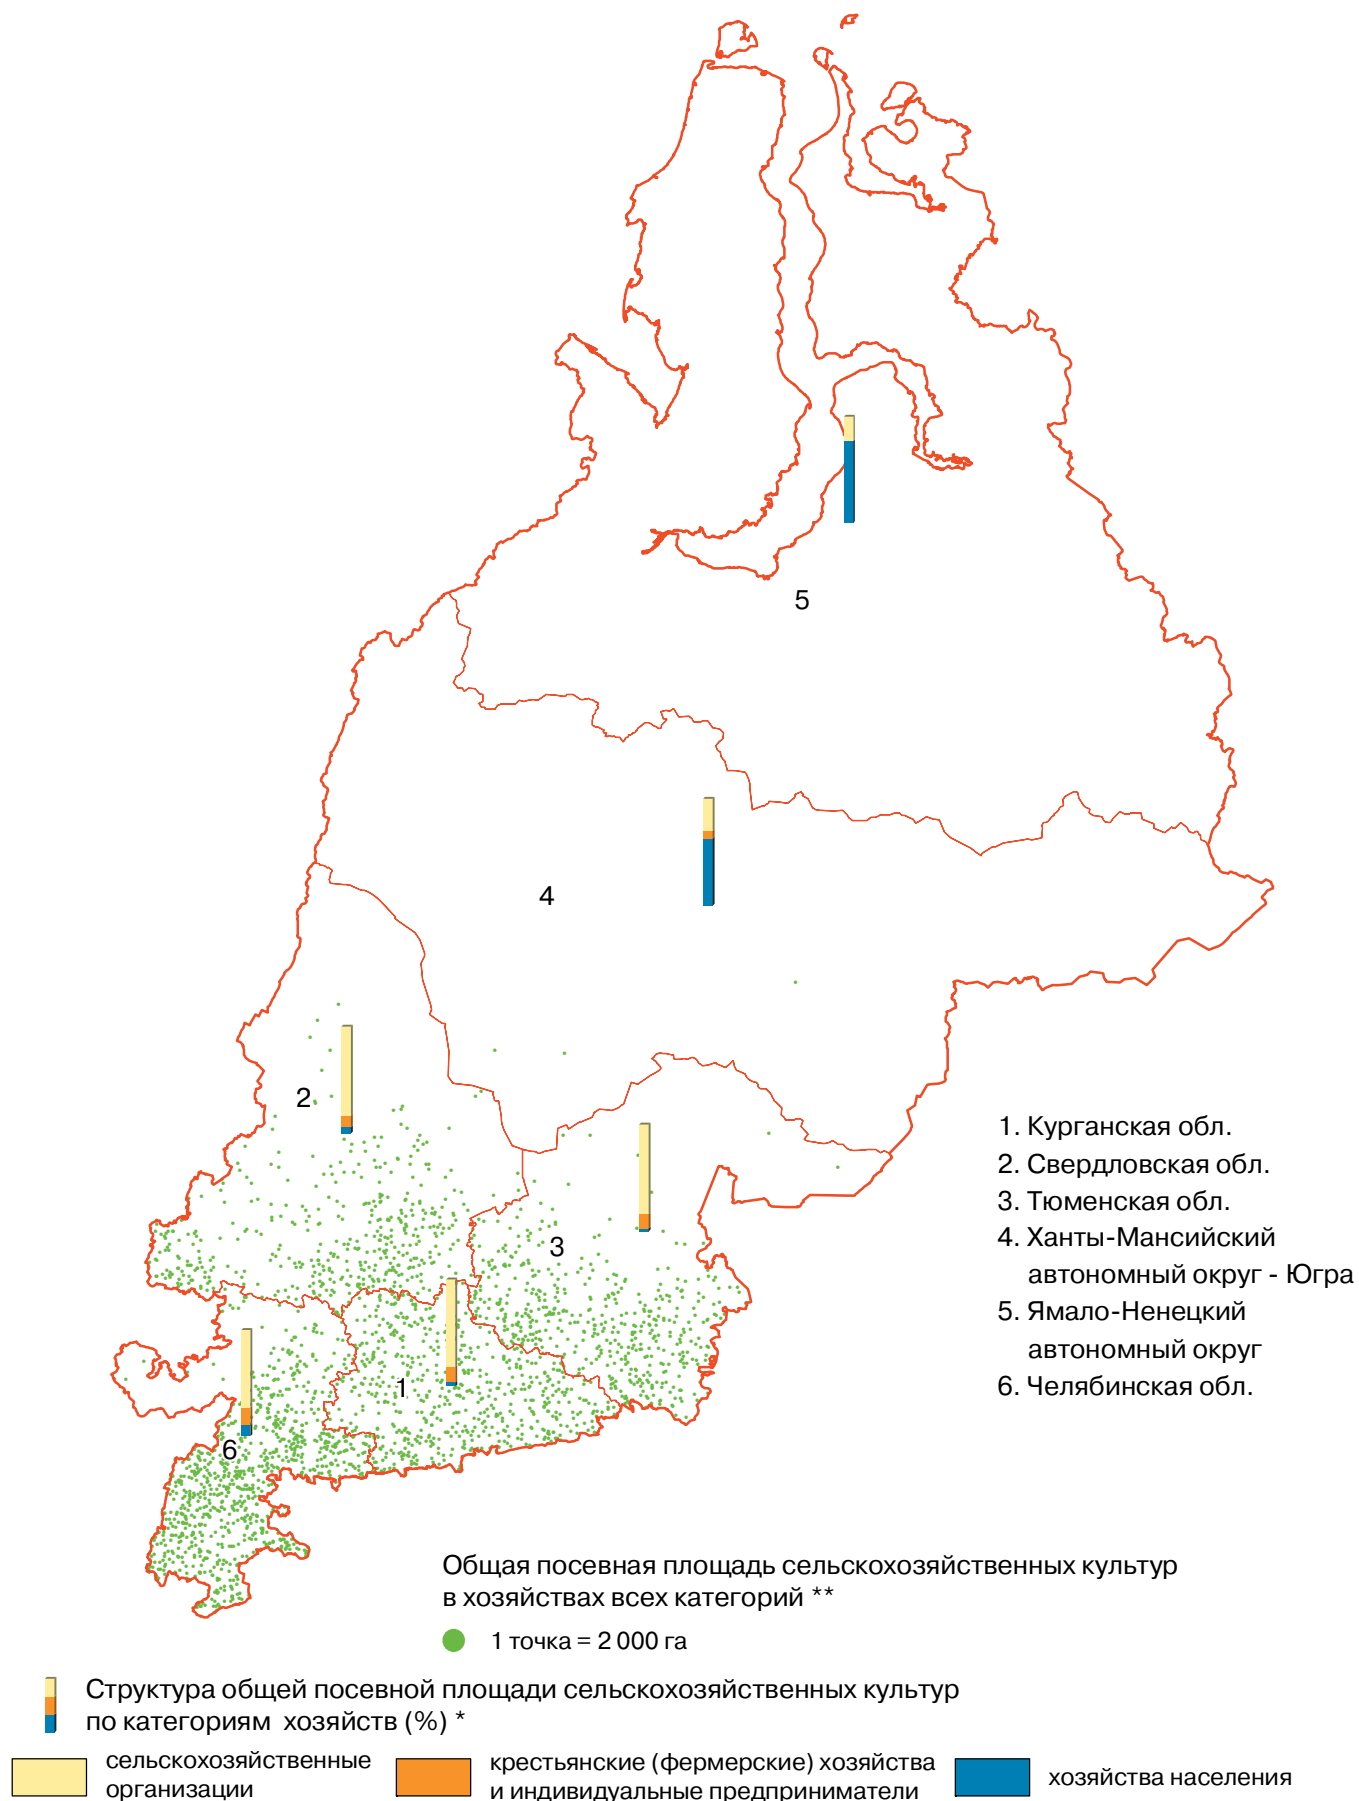 5
4
2
3
1
6
1. Курганская обл.
2. Свердловская обл.
3. Тюменская обл.
4. Ханты-Мансийский
автономный округ - Югра
5. Ямало-Ненецкий
автономный округ
6. Челябинская обл.
Общая посевная площадь сельскохозяйственных культур
в хозяйствах всех категорий **
1 точка = 2 000 га
Структура общей посевной площади сельскохозяйственных культур
по категориям хозяйств (%) *
сельскохозяйственные
организации
крестьянские (фермерские) хозяйства
и индивидуальные предприниматели
хозяйства населения